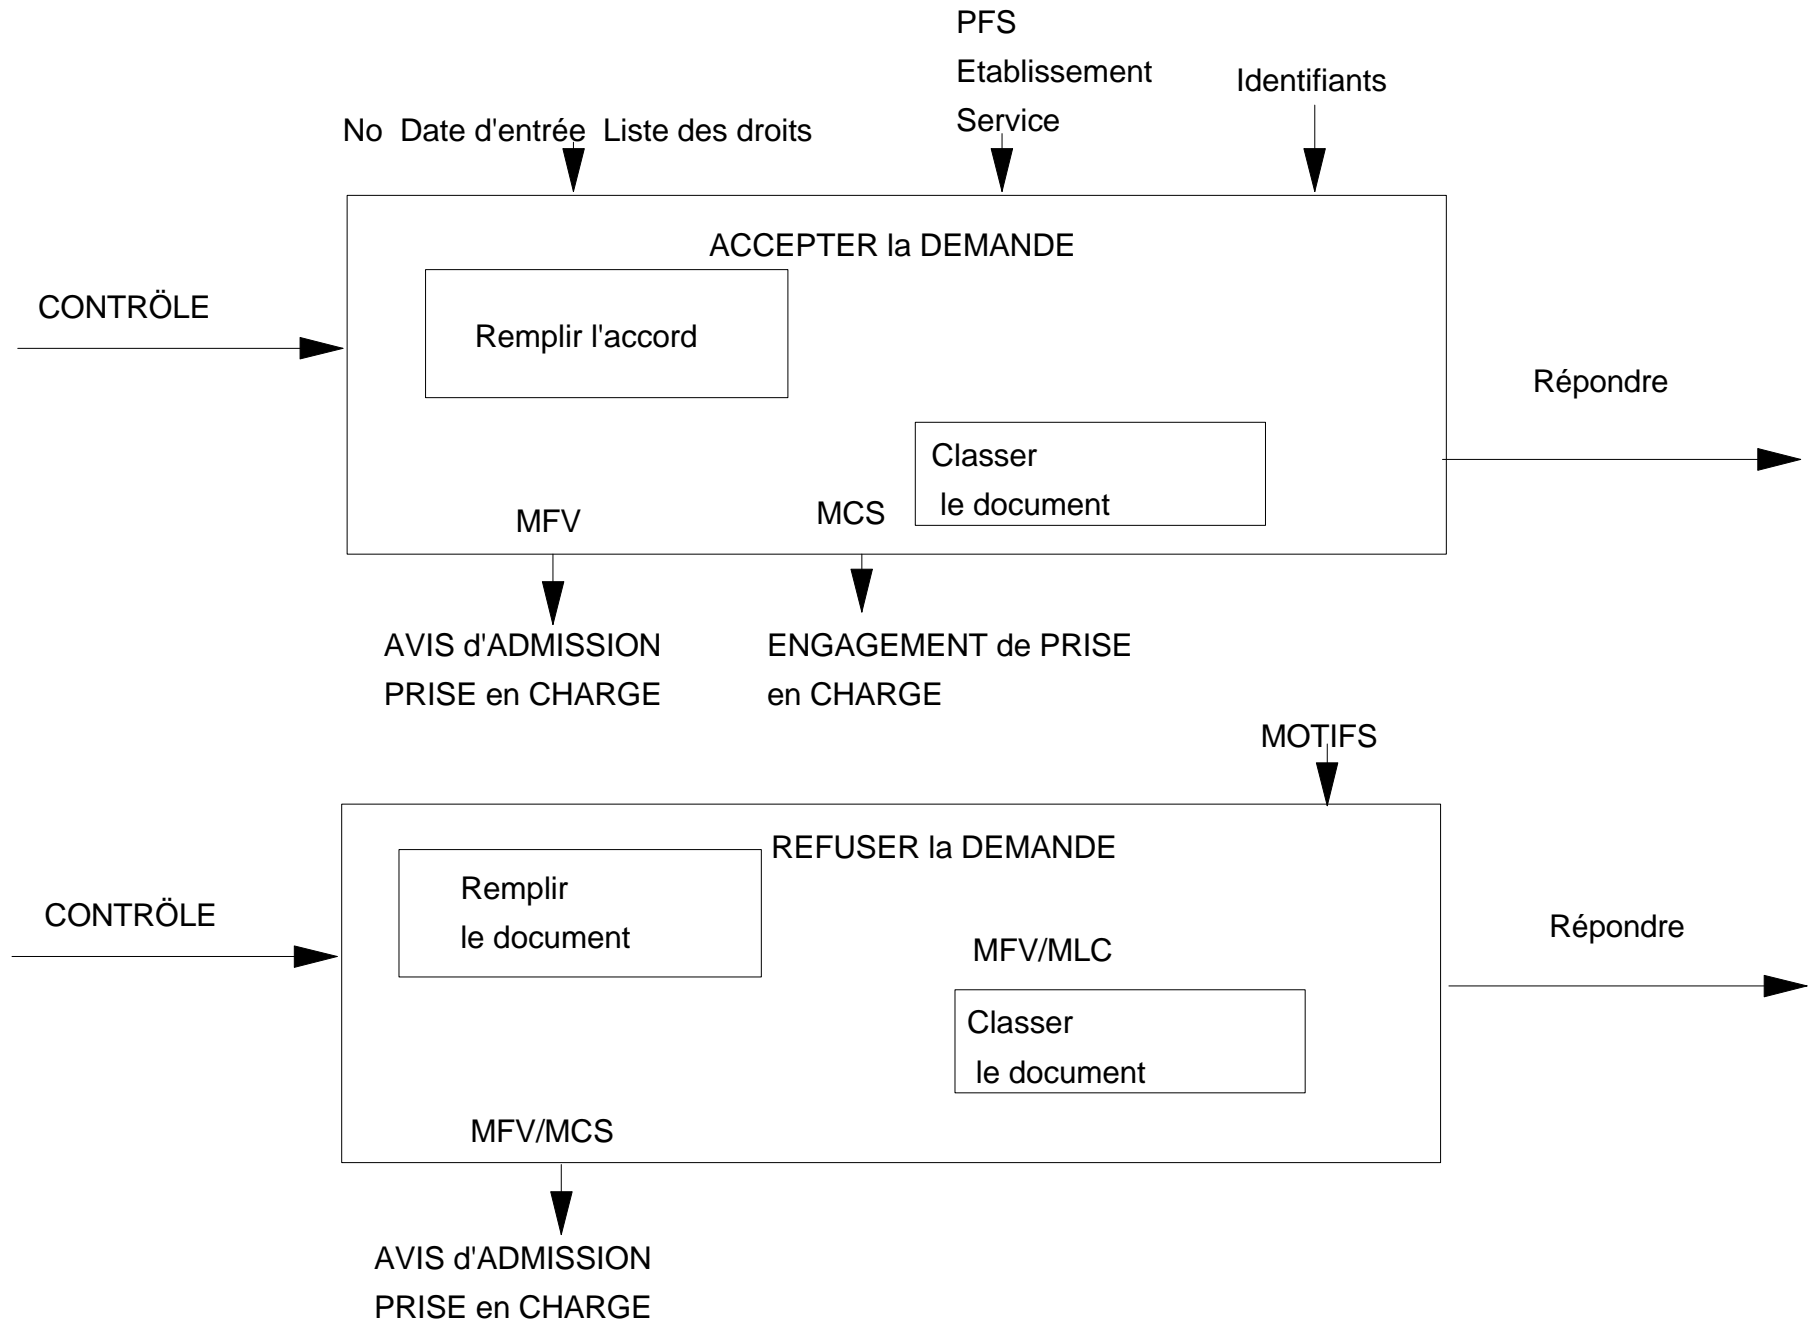 PFS
Etablissement
Service
Identifiants
No  Date d'entrée  Liste des droits
ACCEPTER la DEMANDE
CONTRÖLE
Remplir l'accord
Répondre
Classer
le document
MFV
MCS
AVIS d'ADMISSION
PRISE en CHARGE
ENGAGEMENT de PRISE
en CHARGE
MOTIFS
REFUSER la DEMANDE
Remplir
le document
CONTRÖLE
Répondre
MFV/MLC
Classer
le document
MFV/MCS
AVIS d'ADMISSION
PRISE en CHARGE